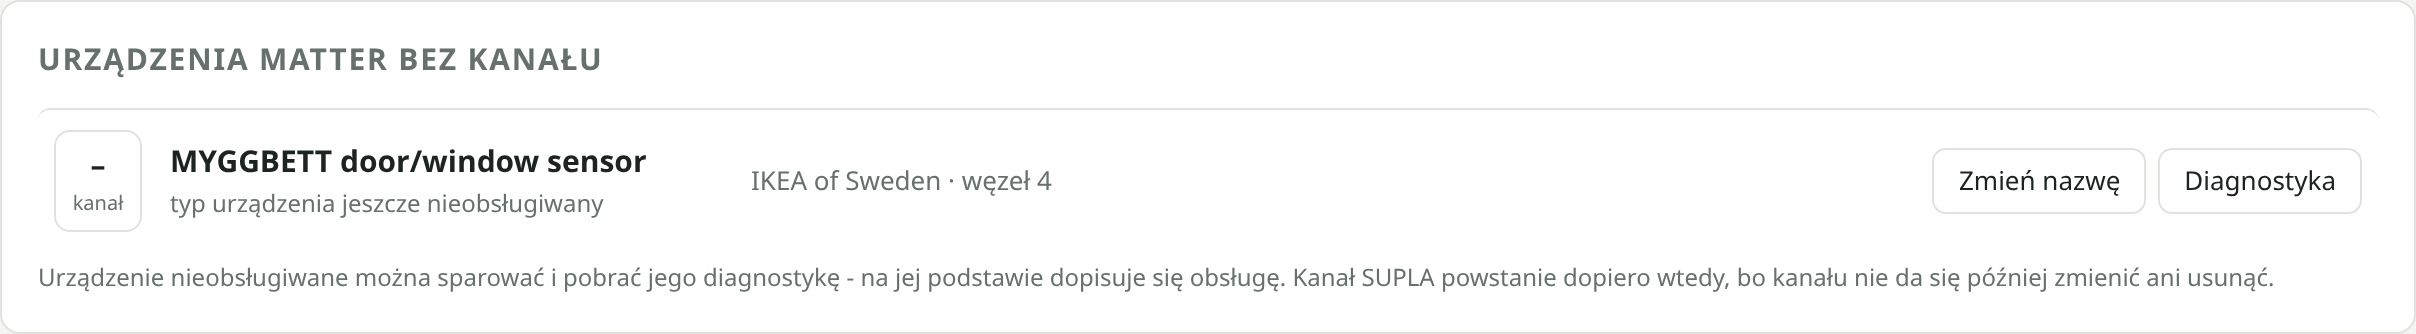 URZĄDZENIA MATTER BEZ KANAŁU
–
kanał
MYGGBETT door/window sensor
typ urządzenia jeszcze nieobsługiwany
IKEA of Sweden · węzeł 4
Zmień nazwę
Diagnostyka
Urządzenie nieobsługiwane można sparować i pobrać jego diagnostykę - na jej podstawie dopisuje się obsługę. Kanał SUPLA powstanie dopiero wtedy, bo kanału nie da się później zmienić ani usunąć.